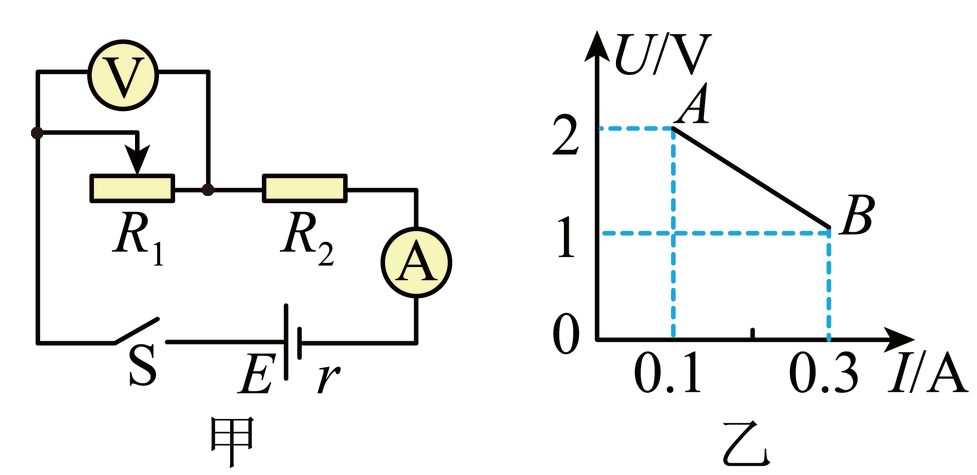 V
R₁
R₂
A
S
E
r
甲
U/V
A
2
B
1
0
0.1
0.3
I/A
乙